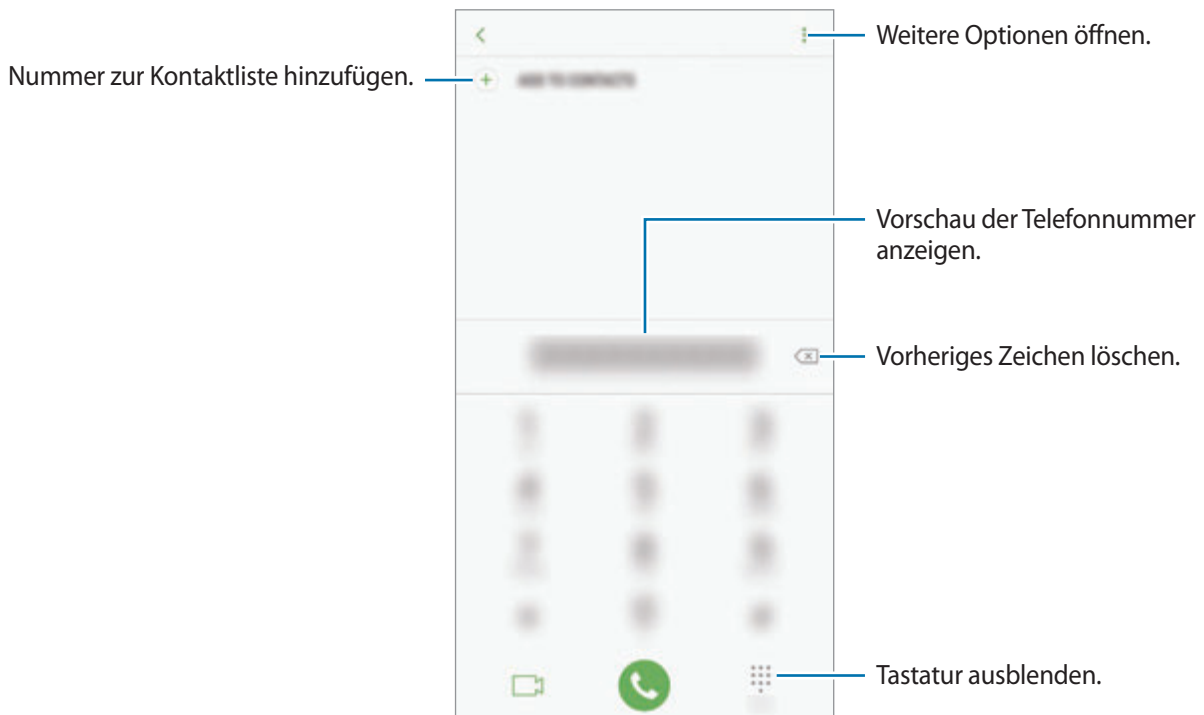 Weitere Optionen öffnen.
Nummer zur Kontaktliste hinzufügen.
ADD TO CONTACTS
Vorschau der Telefonnummer
anzeigen.
Vorheriges Zeichen löschen.
Tastatur ausblenden.